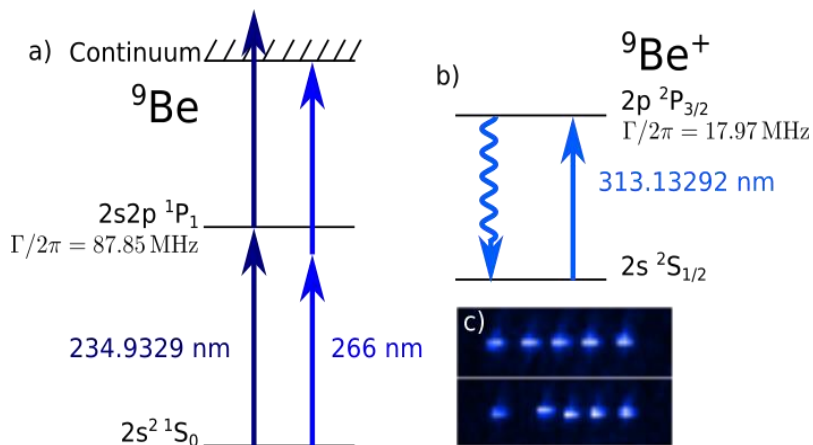 a) Continuum
⁹Be
2s2p ¹P₁
Γ/2π = 87.85 MHz
234.9329 nm
266 nm
2s² ¹S₀
b)
⁹Be⁺
2p ²P₃/₂
Γ/2π = 17.97 MHz
313.13292 nm
2s ²S₁/₂
c)